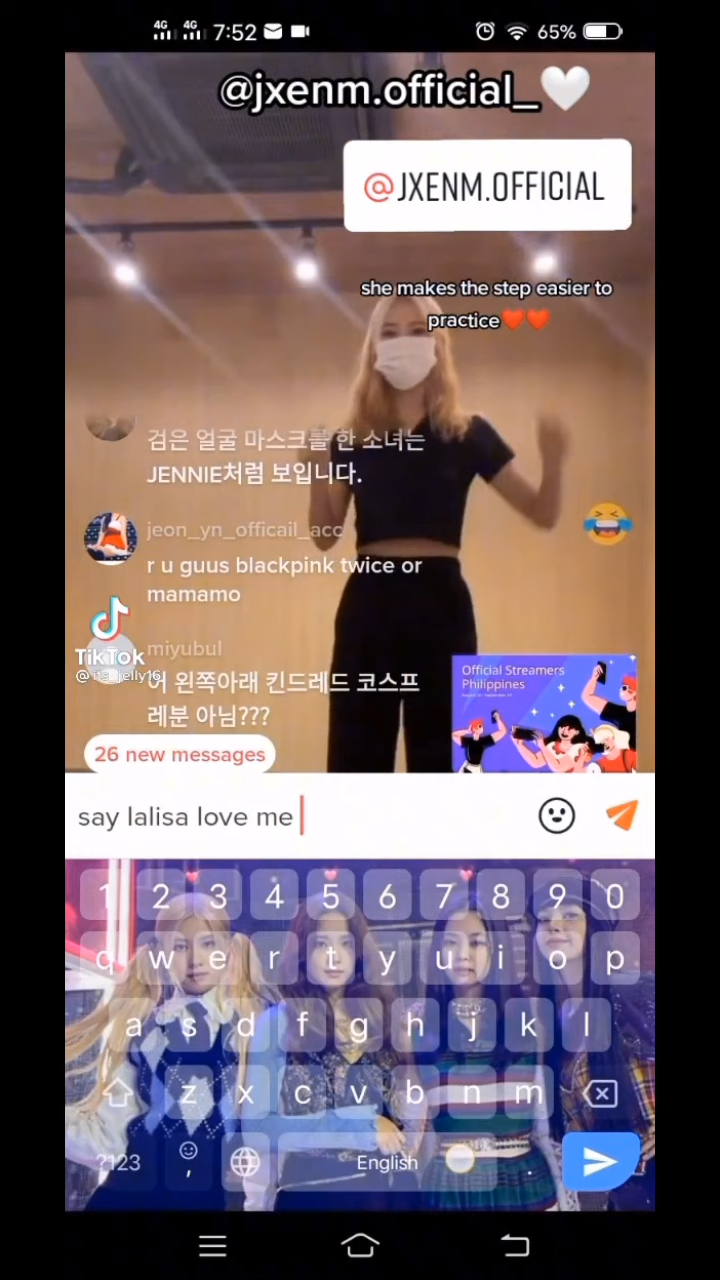 4G 4G 7:52 65%
@jxenm.official_🤍
@JXENM.OFFICIAL
she makes the step easier to
practice❤️❤️
검은 얼굴 마스크를 한 소녀는
JENNIE처럼 보입니다.
jeon_yn_officail_acc
r u guus blackpink twice or
mamamo
miyubul
어 왼쪽아래 킨드레드 코스프
레분 아님???
TikTok
@its_jelly16
Official Streamers
Philippines
26 new messages
say lalisa love me
1 2 3 4 5 6 7 8 9 0
q w e r t y u i o p
a s d f g h j k l
z x c v b n m
?123 , English .